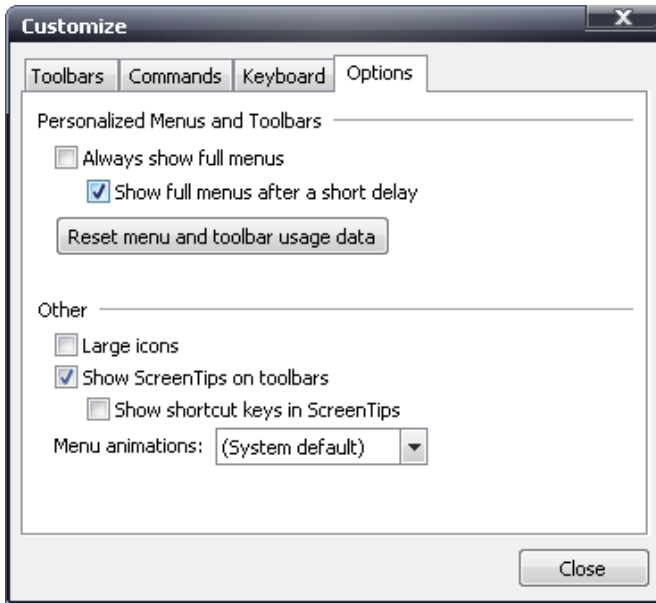 Customize
X
Toolbars Commands Keyboard Options
Personalized Menus and Toolbars
Always show full menus
Show full menus after a short delay
Reset menu and toolbar usage data
Other
Large icons
Show ScreenTips on toolbars
Show shortcut keys in ScreenTips
Menu animations: (System default)
Close